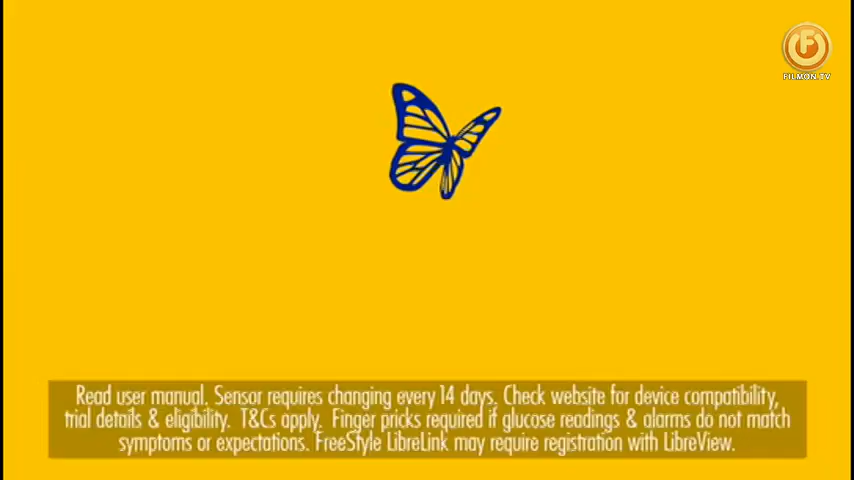 F
FILMON TV
Read user manual. Sensor requires changing every 14 days. Check website for device compatibility,
trial details & eligibility. T&Cs apply. Finger pricks required if glucose readings & alarms do not match
symptoms or expectations. FreeStyle LibreLink may require registration with LibreView.